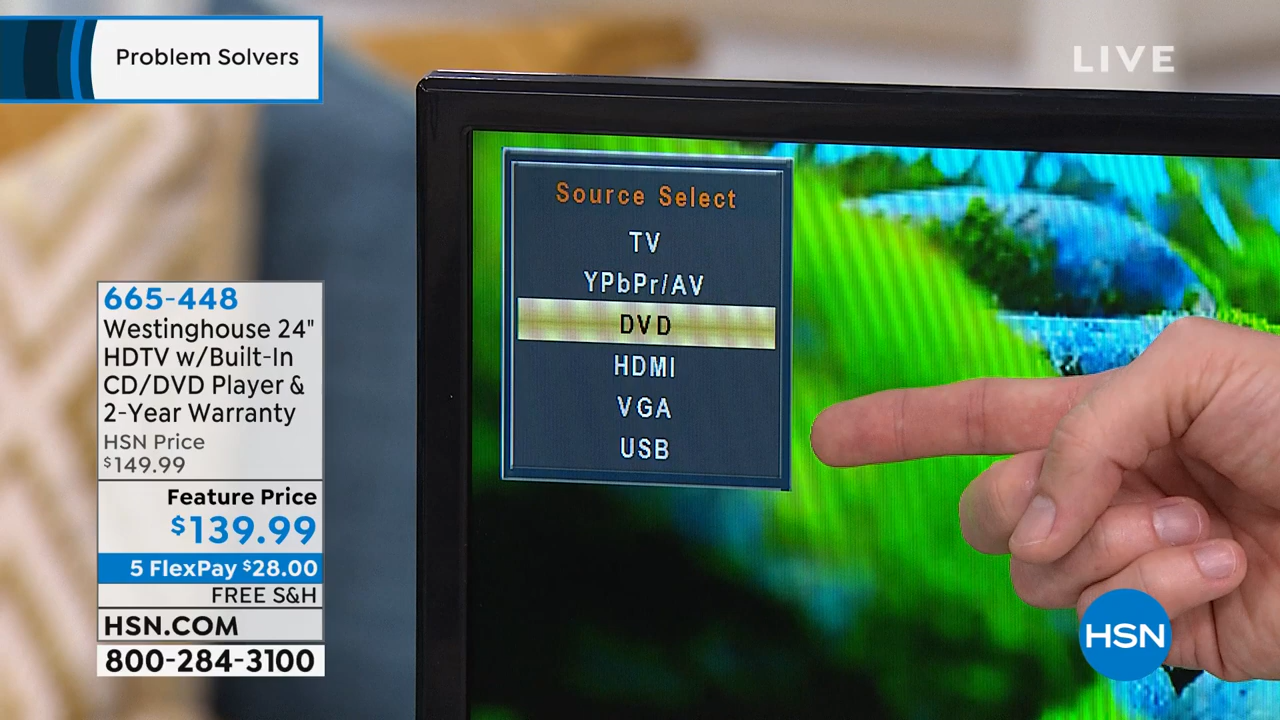 Problem Solvers
LIVE
Source Select
TV
YPbPr/AV
DVD
HDMI
VGA
USB
665-448
Westinghouse 24"
HDTV w/Built-In
CD/DVD Player &
2-Year Warranty
HSN Price
$149.99
Feature Price
$139.99
5 FlexPay $28.00
FREE S&H
HSN.COM
800-284-3100
HSN